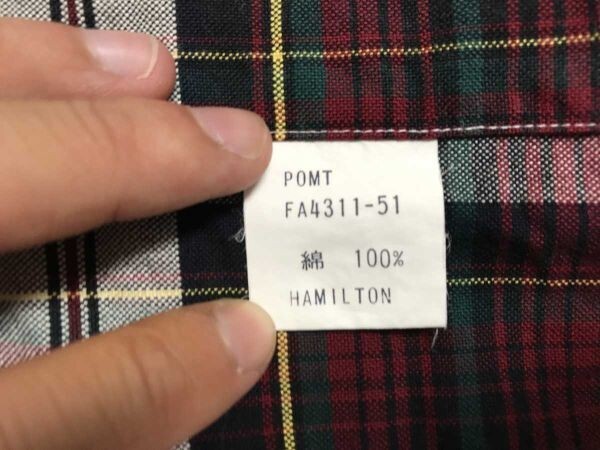 POMT
FA4311-51
綿 100%
HAMILTON